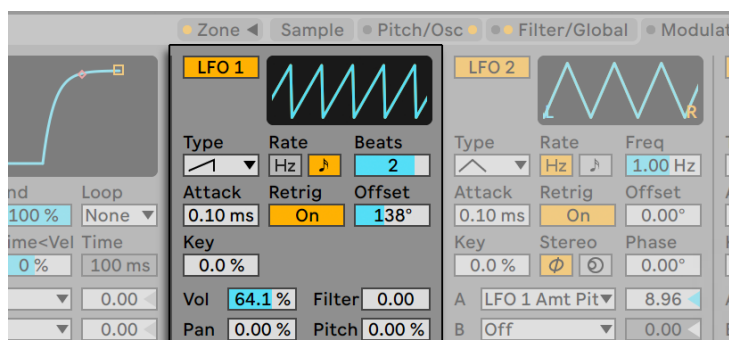 Zone Sample Pitch/Osc Filter/Global
LFO 1 LFO 2
L R
Type Rate Beats Type Rate Freq
Hz 2 Hz 1.00 Hz
Loop Attack Retrig Offset Attack Retrig Offset
100 % None 0.10 ms On 138° 0.10 ms On 0.00°
Time Key Key Stereo Phase
0 % 100 ms 0.0 % 0.0 % 0.00°
0.00 Vol 64.1 % Filter 0.00 A LFO 1 Amt Pit 8.96
0.00 Pan 0.00 % Pitch 0.00 % B Off 0.00